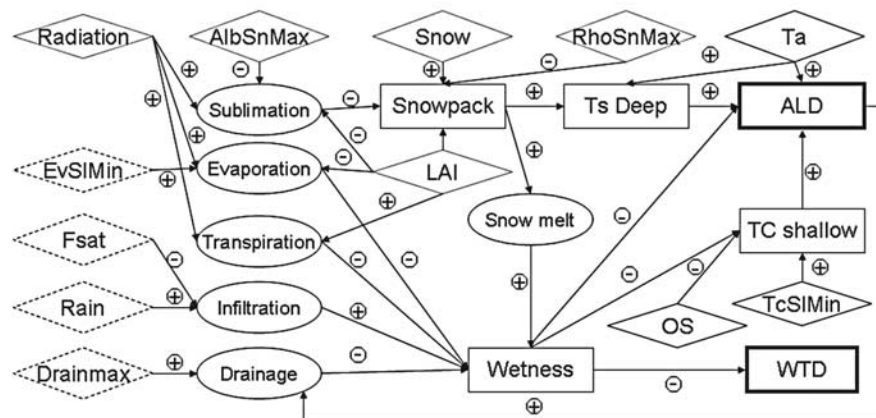 Radiation
AlbSnMax
Snow
RhoSnMax
Ta
Sublimation
Snowpack
Ts Deep
ALD
EvSlMin
Evaporation
LAI
Snow melt
Fsat
Transpiration
TC shallow
Rain
Infiltration
OS
TcSlMin
Drainmax
Drainage
Wetness
WTD